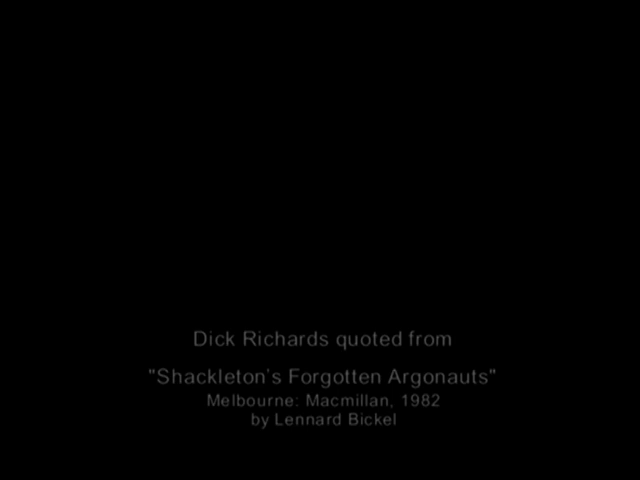 Dick Richards quoted from
"Shackleton's Forgotten Argonauts"
Melbourne: Macmillan, 1982
by Lennard Bickel